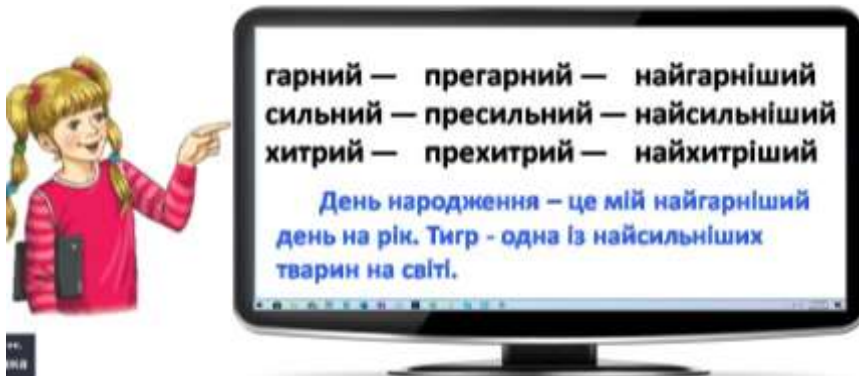 гарний — прегарний — найгарніший
сильний — пресильний — найсильніший
хитрий — прехитрий — найхитріший
День народження – це мій найгарніший
день на рік. Тигр - одна із найсильніших
тварин на світі.